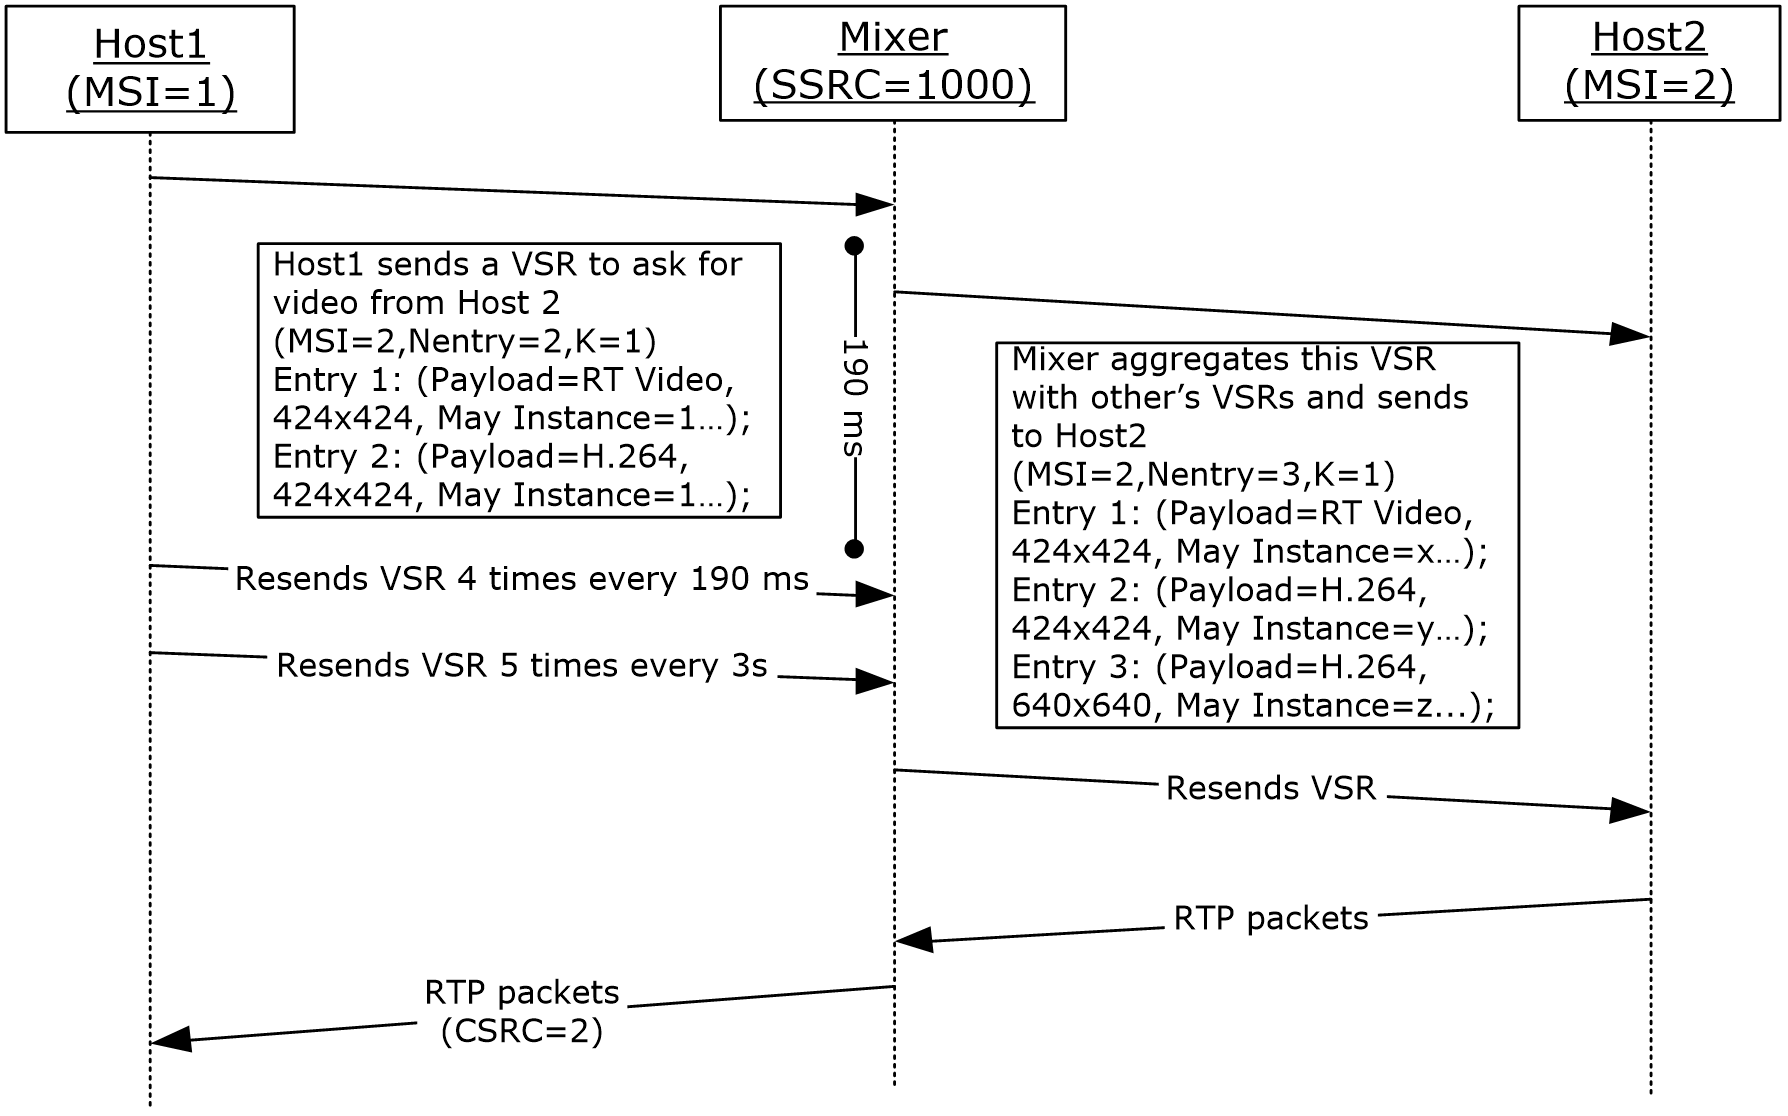 Host1
(MSI=1)
Mixer
(SSRC=1000)
Host2
(MSI=2)
Host1 sends a VSR to ask for
video from Host 2
(MSI=2,Nentry=2,K=1)
Entry 1: (Payload=RT Video,
424x424, May Instance=1…);
Entry 2: (Payload=H.264,
424x424, May Instance=1…);
190 ms
Mixer aggregates this VSR
with other’s VSRs and sends
to Host2
(MSI=2,Nentry=3,K=1)
Entry 1: (Payload=RT Video,
424x424, May Instance=x…);
Entry 2: (Payload=H.264,
424x424, May Instance=y…);
Entry 3: (Payload=H.264,
640x640, May Instance=z...);
Resends VSR 4 times every 190 ms
Resends VSR 5 times every 3s
Resends VSR
RTP packets
RTP packets
(CSRC=2)